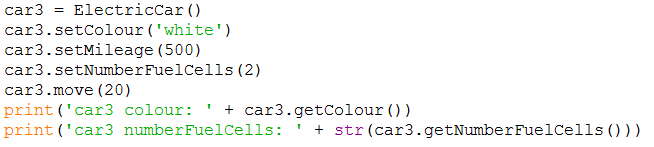 car3 = ElectricCar()
car3.setColour('white')
car3.setMileage(500)
car3.setNumberFuelCells(2)
car3.move(20)
print('car3 colour: ' + car3.getColour())
print('car3 numberFuelCells: ' + str(car3.getNumberFuelCells()))